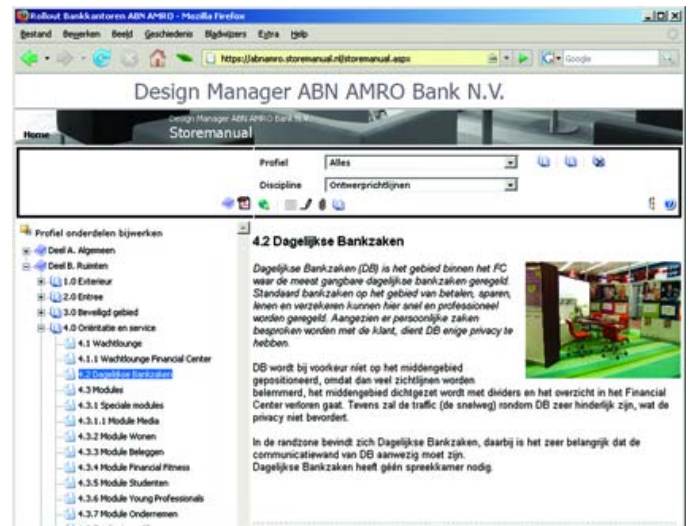 Rollout Bankkantoren ABN AMRO - Mozilla Firefox
Bestand Bewerken Beeld Geschiedenis Bladwijzers Extra Help
https://abnamro.storemanual.nl/storemanual.aspx
Google
Design Manager ABN AMRO Bank N.V.
Design Manager ABN AMRO Bank N.V.
Home Storemanual
Profiel Alles
Discipline Ontwerprichtlijnen
Profiel onderdelen bijwerken
Deel A. Algemeen
Deel B. Ruimten
1.0 Exterieur
2.0 Entree
3.0 Beveiligd gebied
4.0 Oriëntatie en service
4.1 Wachtlounge
4.1.1 Wachtlounge Financial Center
4.2 Dagelijkse Bankzaken
4.3 Modules
4.3.1 Speciale modules
4.3.1.1 Module Media
4.3.2 Module Wonen
4.3.3 Module Beleggen
4.3.4 Module Financial Fitness
4.3.5 Module Studenten
4.3.6 Module Young Professionals
4.3.7 Module Ondernemen
4.2 Dagelijkse Bankzaken
Dagelijkse Bankzaken (DB) is het gebied binnen het FC
waar de meest gangbare dagelijkse bankzaken geregeld.
Standaard bankzaken op het gebied van betalen, sparen,
lenen en verzekeren kunnen hier snel en professioneel
worden geregeld. Aangezien er persoonlijke zaken
besproken worden met de klant, dient DB enige privacy te
hebben.
DB wordt bij voorkeur niet op het middengebied
gepositioneerd, omdat dan veel zichtlijnen worden
belemmerd, het middengebied dichtgezet wordt met dividers en het overzicht in het Financial
Center verloren gaat. Tevens zal de traffic (de snelweg) rondom DB zeer hinderlijk zijn, wat de
privacy niet bevordert.
In de randzone bevindt zich Dagelijkse Bankzaken, daarbij is het zeer belangrijk dat de
communicatiewand van DB aanwezig moet zijn.
Dagelijkse Bankzaken heeft géén spreekkamer nodig.